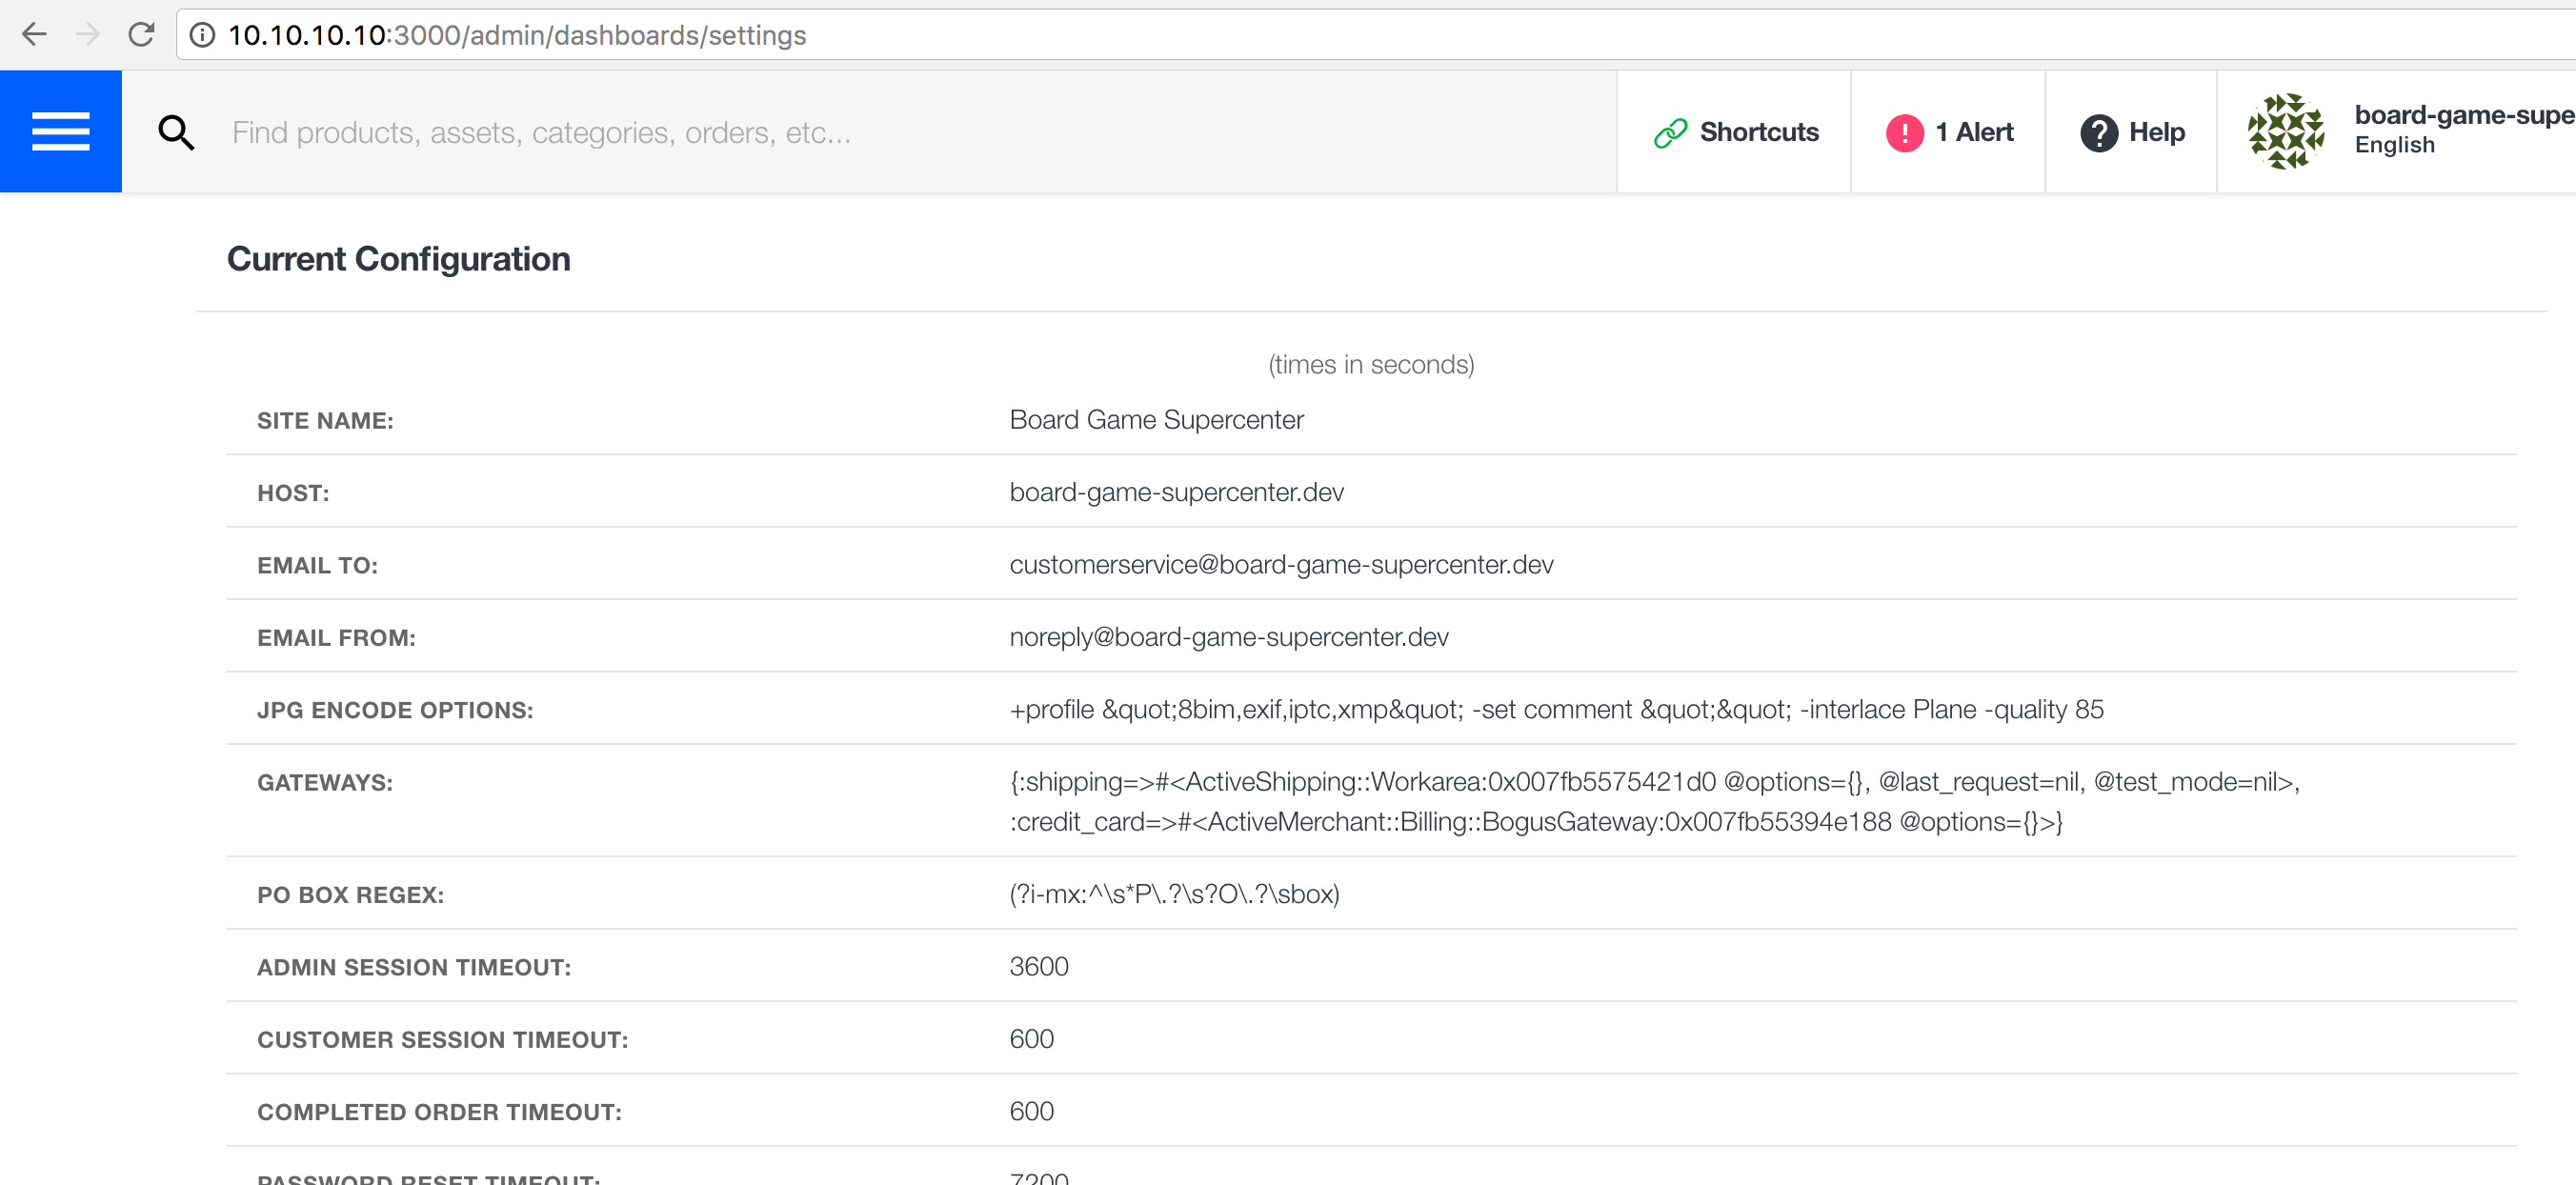 10.10.10.10:3000/admin/dashboards/settings
Find products, assets, categories, orders, etc...
Shortcuts
! 1 Alert
? Help
board-game-supe
English
Current Configuration
(times in seconds)
SITE NAME: Board Game Supercenter
HOST: board-game-supercenter.dev
EMAIL TO: customerservice@board-game-supercenter.dev
EMAIL FROM: noreply@board-game-supercenter.dev
JPG ENCODE OPTIONS: +profile &quot;8bim,exif,iptc,xmp&quot; -set comment &quot;&quot; -interlace Plane -quality 85
GATEWAYS: {:shipping=>#<ActiveShipping::Workarea:0x007fb5575421d0 @options={}, @last_request=nil, @test_mode=nil>,
:credit_card=>#<ActiveMerchant::Billing::BogusGateway:0x007fb55394e188 @options={}>}
PO BOX REGEX: (?i-mx:^\s*P\.?\s?O\.?\sbox)
ADMIN SESSION TIMEOUT: 3600
CUSTOMER SESSION TIMEOUT: 600
COMPLETED ORDER TIMEOUT: 600
PASSWORD RESET TIMEOUT: 7200